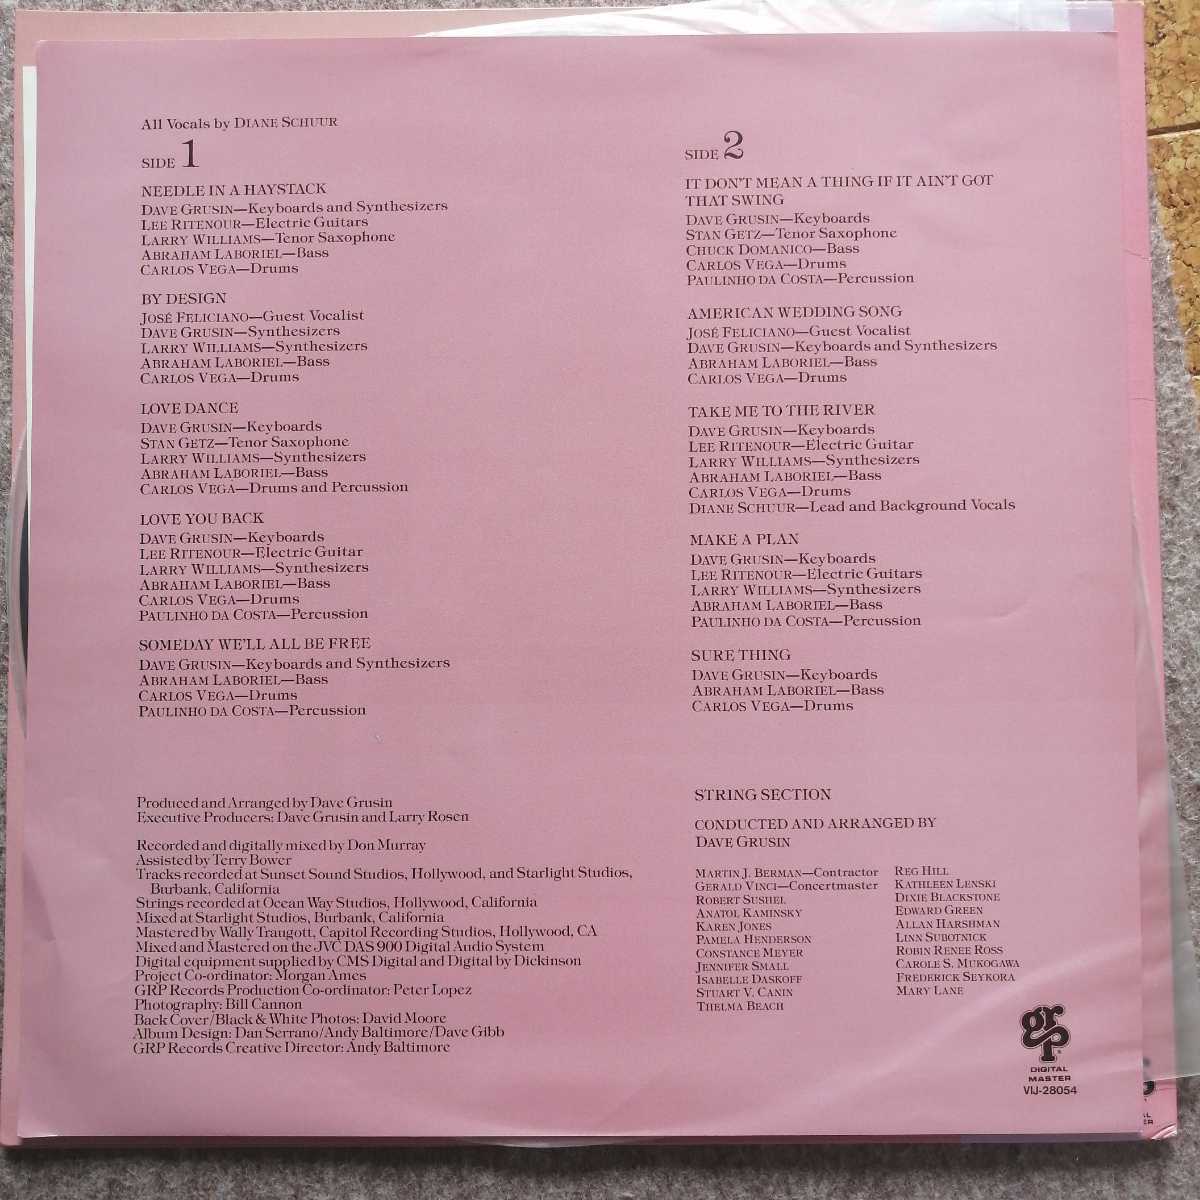 All Vocals by DIANE SCHUUR
SIDE 1
NEEDLE IN A HAYSTACK
DAVE GRUSIN—Keyboards and Synthesizers
LEE RITENOUR—Electric Guitars
LARRY WILLIAMS—Tenor Saxophone
ABRAHAM LABORIEL—Bass
CARLOS VEGA—Drums
BY DESIGN
JOSÉ FELICIANO—Guest Vocalist
DAVE GRUSIN—Synthesizers
LARRY WILLIAMS—Synthesizers
ABRAHAM LABORIEL—Bass
CARLOS VEGA—Drums
LOVE DANCE
DAVE GRUSIN—Keyboards
STAN GETZ—Tenor Saxophone
LARRY WILLIAMS—Synthesizers
ABRAHAM LABORIEL—Bass
CARLOS VEGA—Drums and Percussion
LOVE YOU BACK
DAVE GRUSIN—Keyboards
LEE RITENOUR—Electric Guitar
LARRY WILLIAMS—Synthesizers
ABRAHAM LABORIEL—Bass
CARLOS VEGA—Drums
PAULINHO DA COSTA—Percussion
SOMEDAY WE'LL ALL BE FREE
DAVE GRUSIN—Keyboards and Synthesizers
ABRAHAM LABORIEL—Bass
CARLOS VEGA—Drums
PAULINHO DA COSTA—Percussion
SIDE 2
IT DON'T MEAN A THING IF IT AIN'T GOT
THAT SWING
DAVE GRUSIN—Keyboards
STAN GETZ—Tenor Saxophone
CHUCK DOMANICO—Bass
CARLOS VEGA—Drums
PAULINHO DA COSTA—Percussion
AMERICAN WEDDING SONG
JOSÉ FELICIANO—Guest Vocalist
DAVE GRUSIN—Keyboards and Synthesizers
ABRAHAM LABORIEL—Bass
CARLOS VEGA—Drums
TAKE ME TO THE RIVER
DAVE GRUSIN—Keyboards
LEE RITENOUR—Electric Guitar
LARRY WILLIAMS—Synthesizers
ABRAHAM LABORIEL—Bass
CARLOS VEGA—Drums
DIANE SCHUUR—Lead and Background Vocals
MAKE A PLAN
DAVE GRUSIN—Keyboards
LEE RITENOUR—Electric Guitars
LARRY WILLIAMS—Synthesizers
ABRAHAM LABORIEL—Bass
PAULINHO DA COSTA—Percussion
SURE THING
DAVE GRUSIN—Keyboards
ABRAHAM LABORIEL—Bass
CARLOS VEGA—Drums
Produced and Arranged by Dave Grusin
Executive Producers: Dave Grusin and Larry Rosen
Recorded and digitally mixed by Don Murray
Assisted by Terry Bower
Tracks recorded at Sunset Sound Studios, Hollywood, and Starlight Studios,
Burbank, California
Strings recorded at Ocean Way Studios, Hollywood, California
Mixed at Starlight Studios, Burbank, California
Mastered by Wally Traugott, Capitol Recording Studios, Hollywood, CA
Mixed and Mastered on the JVC DAS 900 Digital Audio System
Digital equipment supplied by CMS Digital and Digital by Dickinson
Project Co-ordinator: Morgan Ames
GRP Records Production Co-ordinator: Peter Lopez
Photography: Bill Cannon
Back Cover/Black & White Photos: David Moore
Album Design: Dan Serrano/Andy Baltimore/Dave Gibb
GRP Records Creative Director: Andy Baltimore
STRING SECTION
CONDUCTED AND ARRANGED BY
DAVE GRUSIN
MARTIN J. BERMAN—Contractor
GERALD VINCI—Concertmaster
ROBERT SUSHEL
ANATOL KAMINSKY
KAREN JONES
PAMELA HENDERSON
CONSTANCE MEYER
JENNIFER SMALL
ISABELLE DASKOFF
STUART V. CANIN
THELMA BEACH
REG HILL
KATHLEEN LENSKI
DIXIE BLACKSTONE
EDWARD GREEN
ALLAN HARSHMAN
LINN SUBOTNICK
ROBIN RENEE ROSS
CAROLE S. MUKOGAWA
FREDERICK SEYKORA
MARY LANE
grp
DIGITAL
MASTER
VIJ-28054